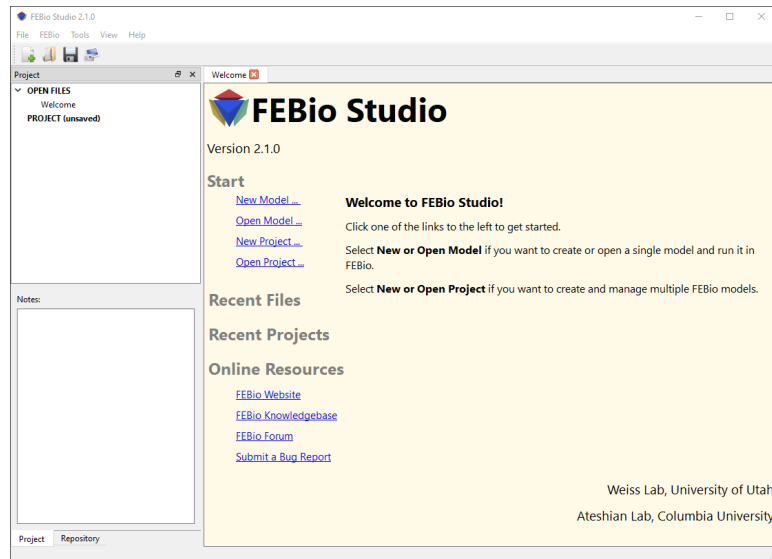 FEBio Studio 2.1.0
File FEBio Tools View Help
Project
Welcome
OPEN FILES
Welcome
PROJECT (unsaved)
Notes:
Project Repository
FEBio Studio
Version 2.1.0
Start
New Model ...
Open Model ...
New Project ...
Open Project ...
Welcome to FEBio Studio!
Click one of the links to the left to get started.
Select New or Open Model if you want to create or open a single model and run it in
FEBio.
Select New or Open Project if you want to create and manage multiple FEBio models.
Recent Files
Recent Projects
Online Resources
FEBio Website
FEBio Knowledgebase
FEBio Forum
Submit a Bug Report
Weiss Lab, University of Utah
Ateshian Lab, Columbia University